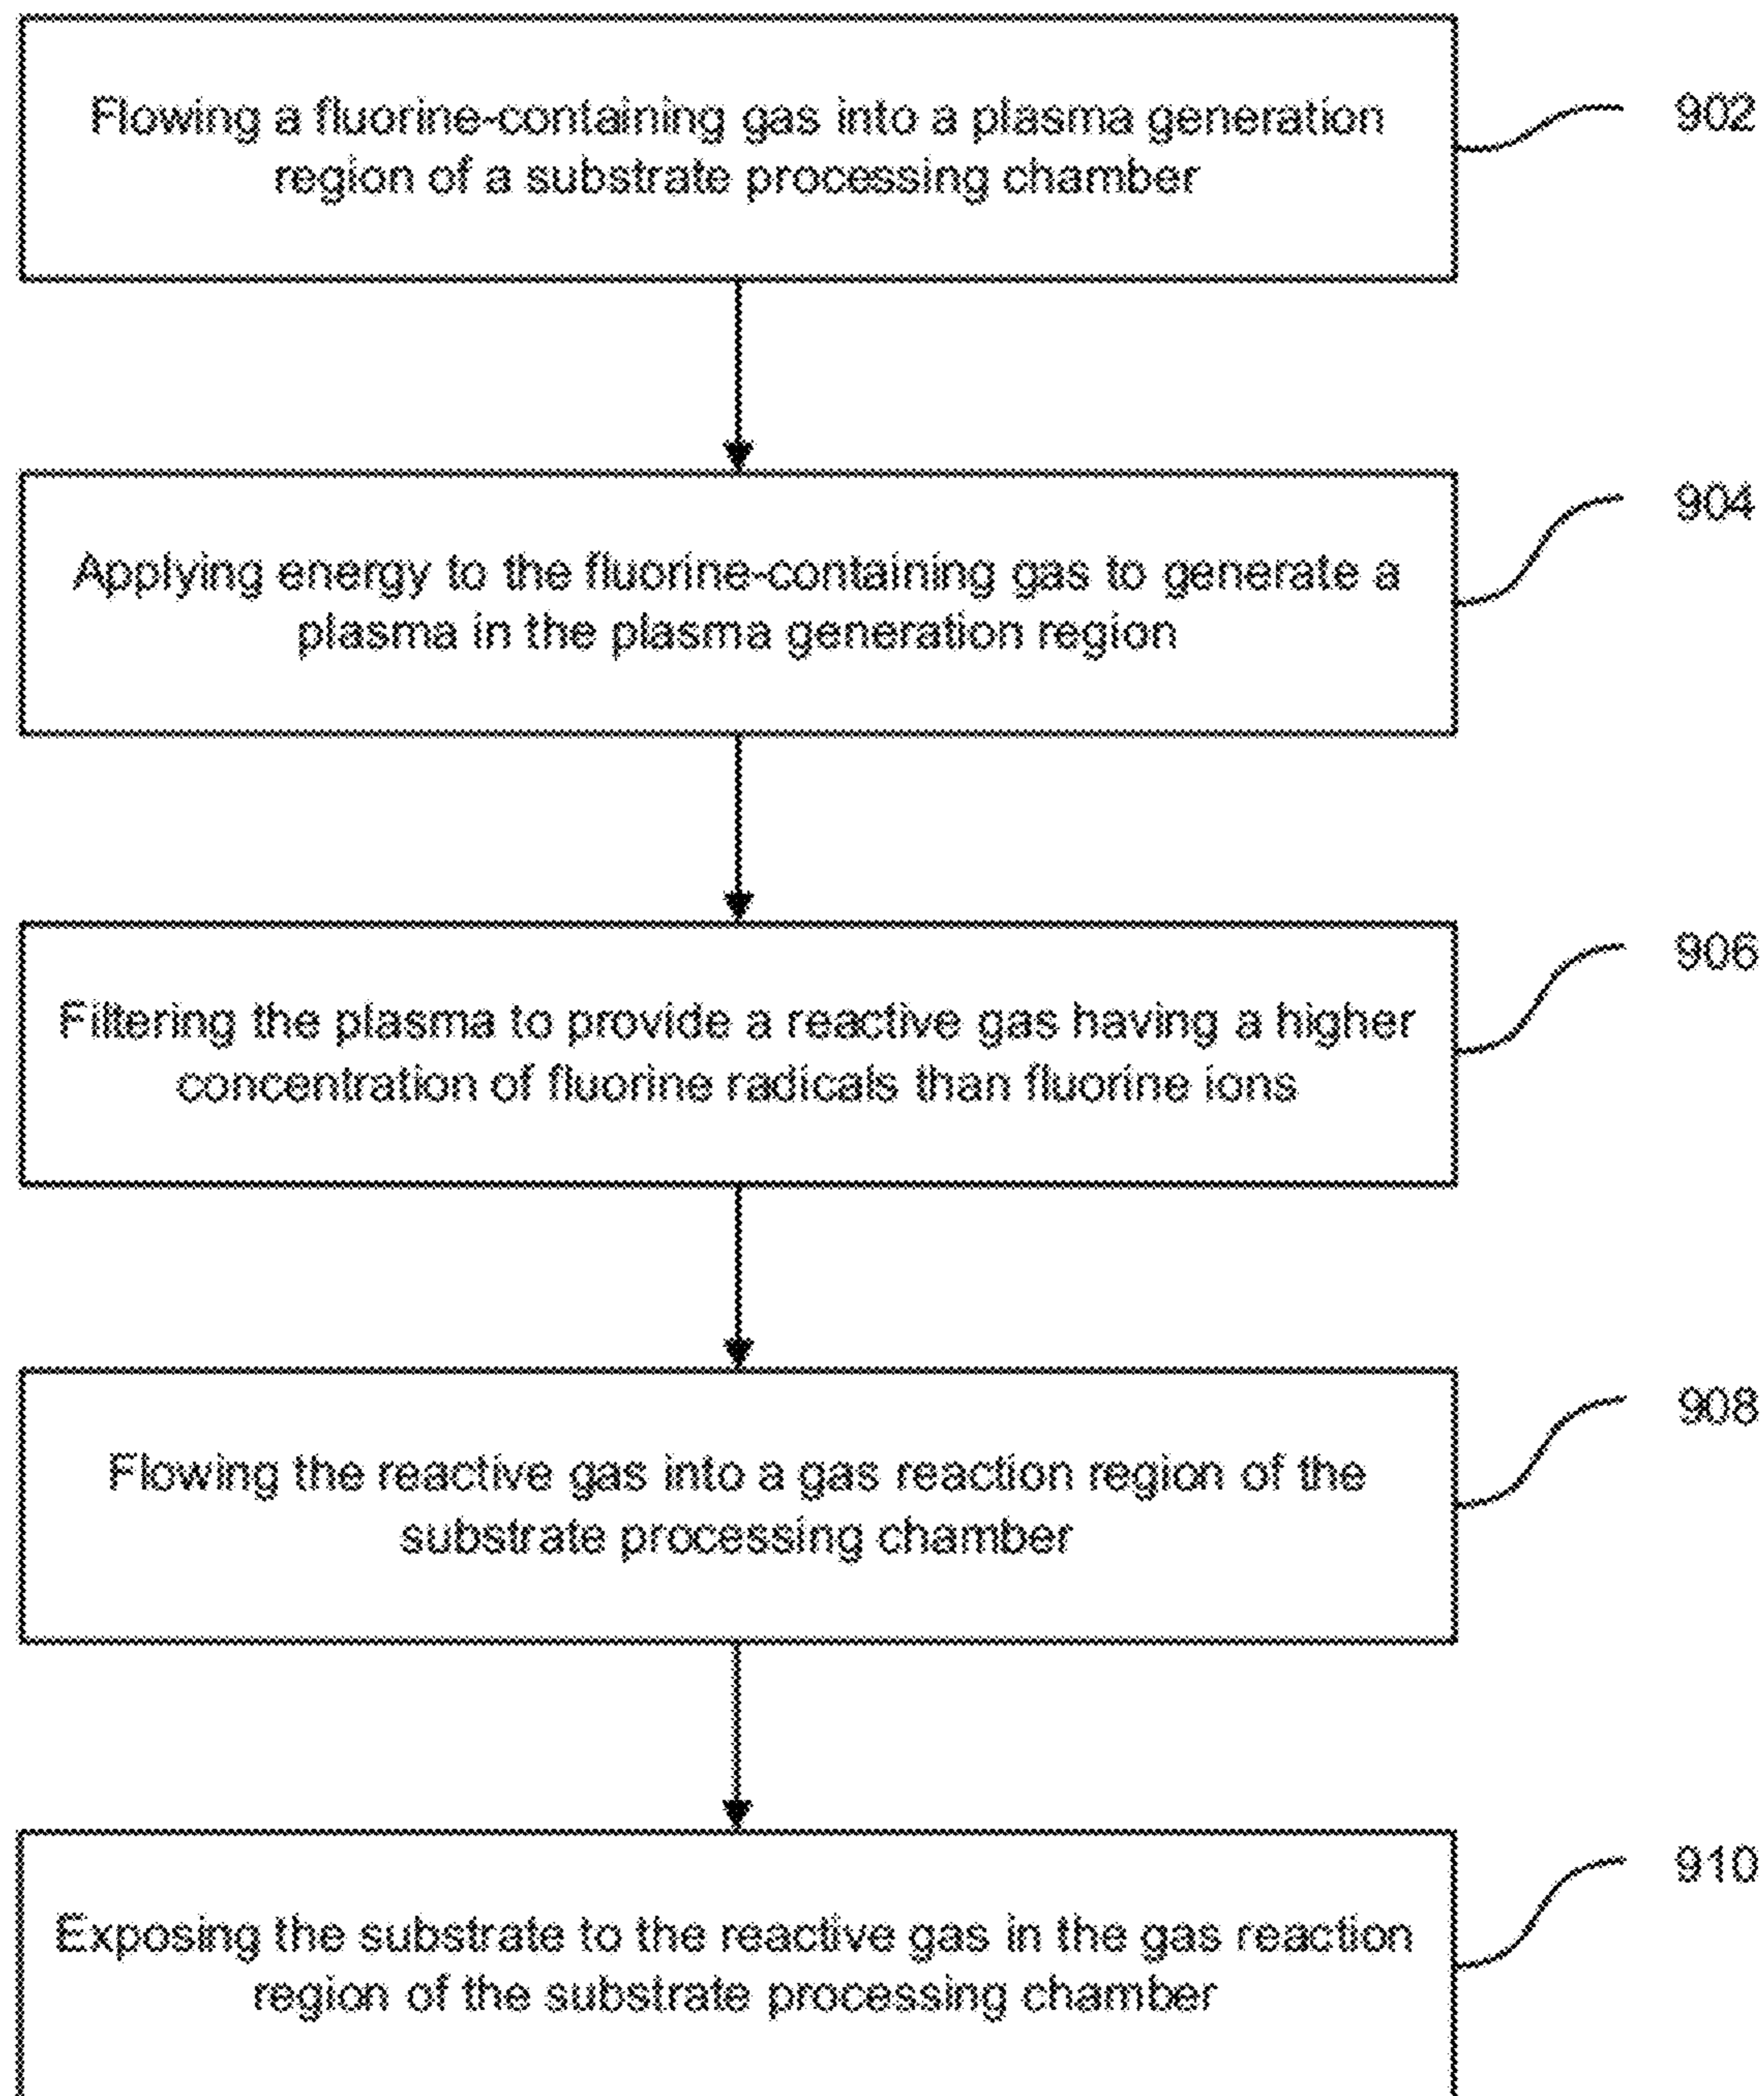 Flowing a fluorine-containing gas into a plasma generation
region of a substrate processing chamber
902
Applying energy to the fluorine-containing gas to generate a
plasma in the plasma generation region
904
Filtering the plasma to provide a reactive gas having a higher
concentration of fluorine radicals than fluorine ions
906
Flowing the reactive gas into a gas reaction region of the
substrate processing chamber
908
Exposing the substrate to the reactive gas in the gas reaction
region of the substrate processing chamber
910